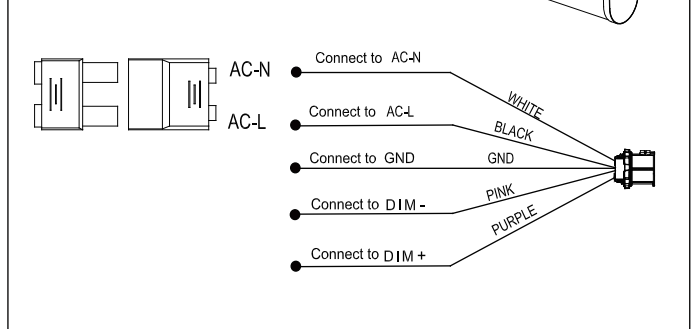 AC-N
Connect to AC-N
WHITE
AC-L
Connect to AC-L
BLACK
Connect to GND
GND
Connect to DIM -
PINK
Connect to DIM +
PURPLE